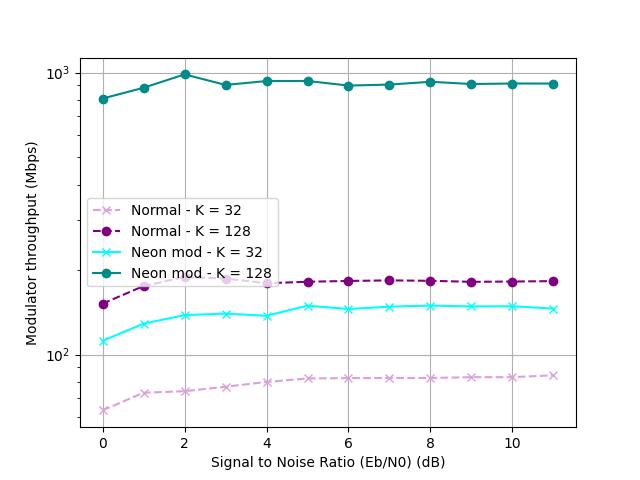 10³
10²
Modulator throughput (Mbps)
Normal - K = 32
Normal - K = 128
Neon mod - K = 32
Neon mod - K = 128
0 2 4 6 8 10
Signal to Noise Ratio (Eb/N0) (dB)